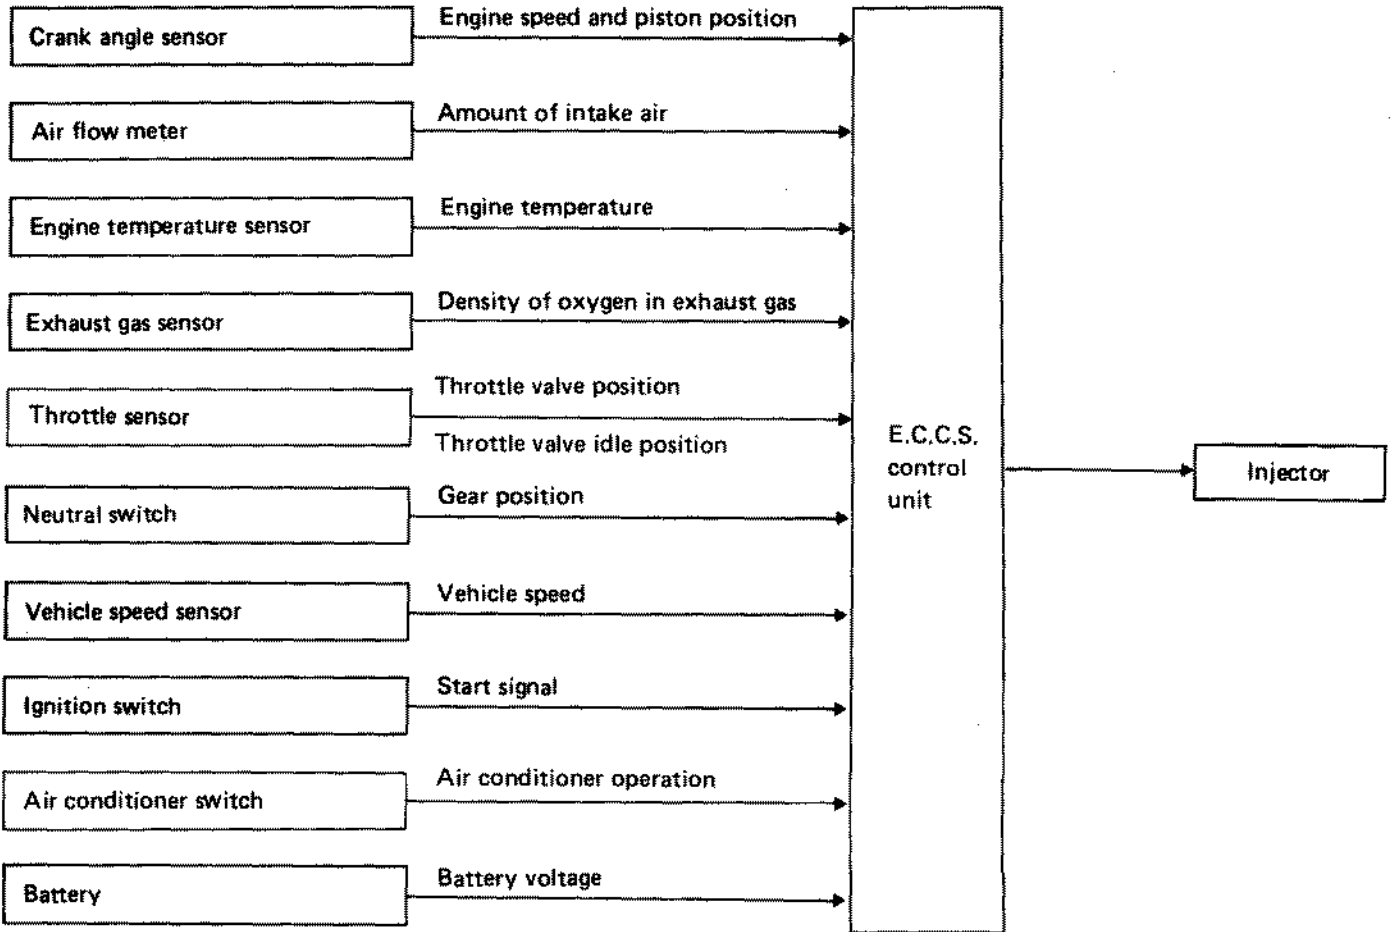 Crank angle sensor
Engine speed and piston position
Air flow meter
Amount of intake air
Engine temperature sensor
Engine temperature
Exhaust gas sensor
Density of oxygen in exhaust gas
Throttle sensor
Throttle valve position
Throttle valve idle position
Neutral switch
Gear position
Vehicle speed sensor
Vehicle speed
Ignition switch
Start signal
Air conditioner switch
Air conditioner operation
Battery
Battery voltage
E.C.C.S.
control
unit
Injector